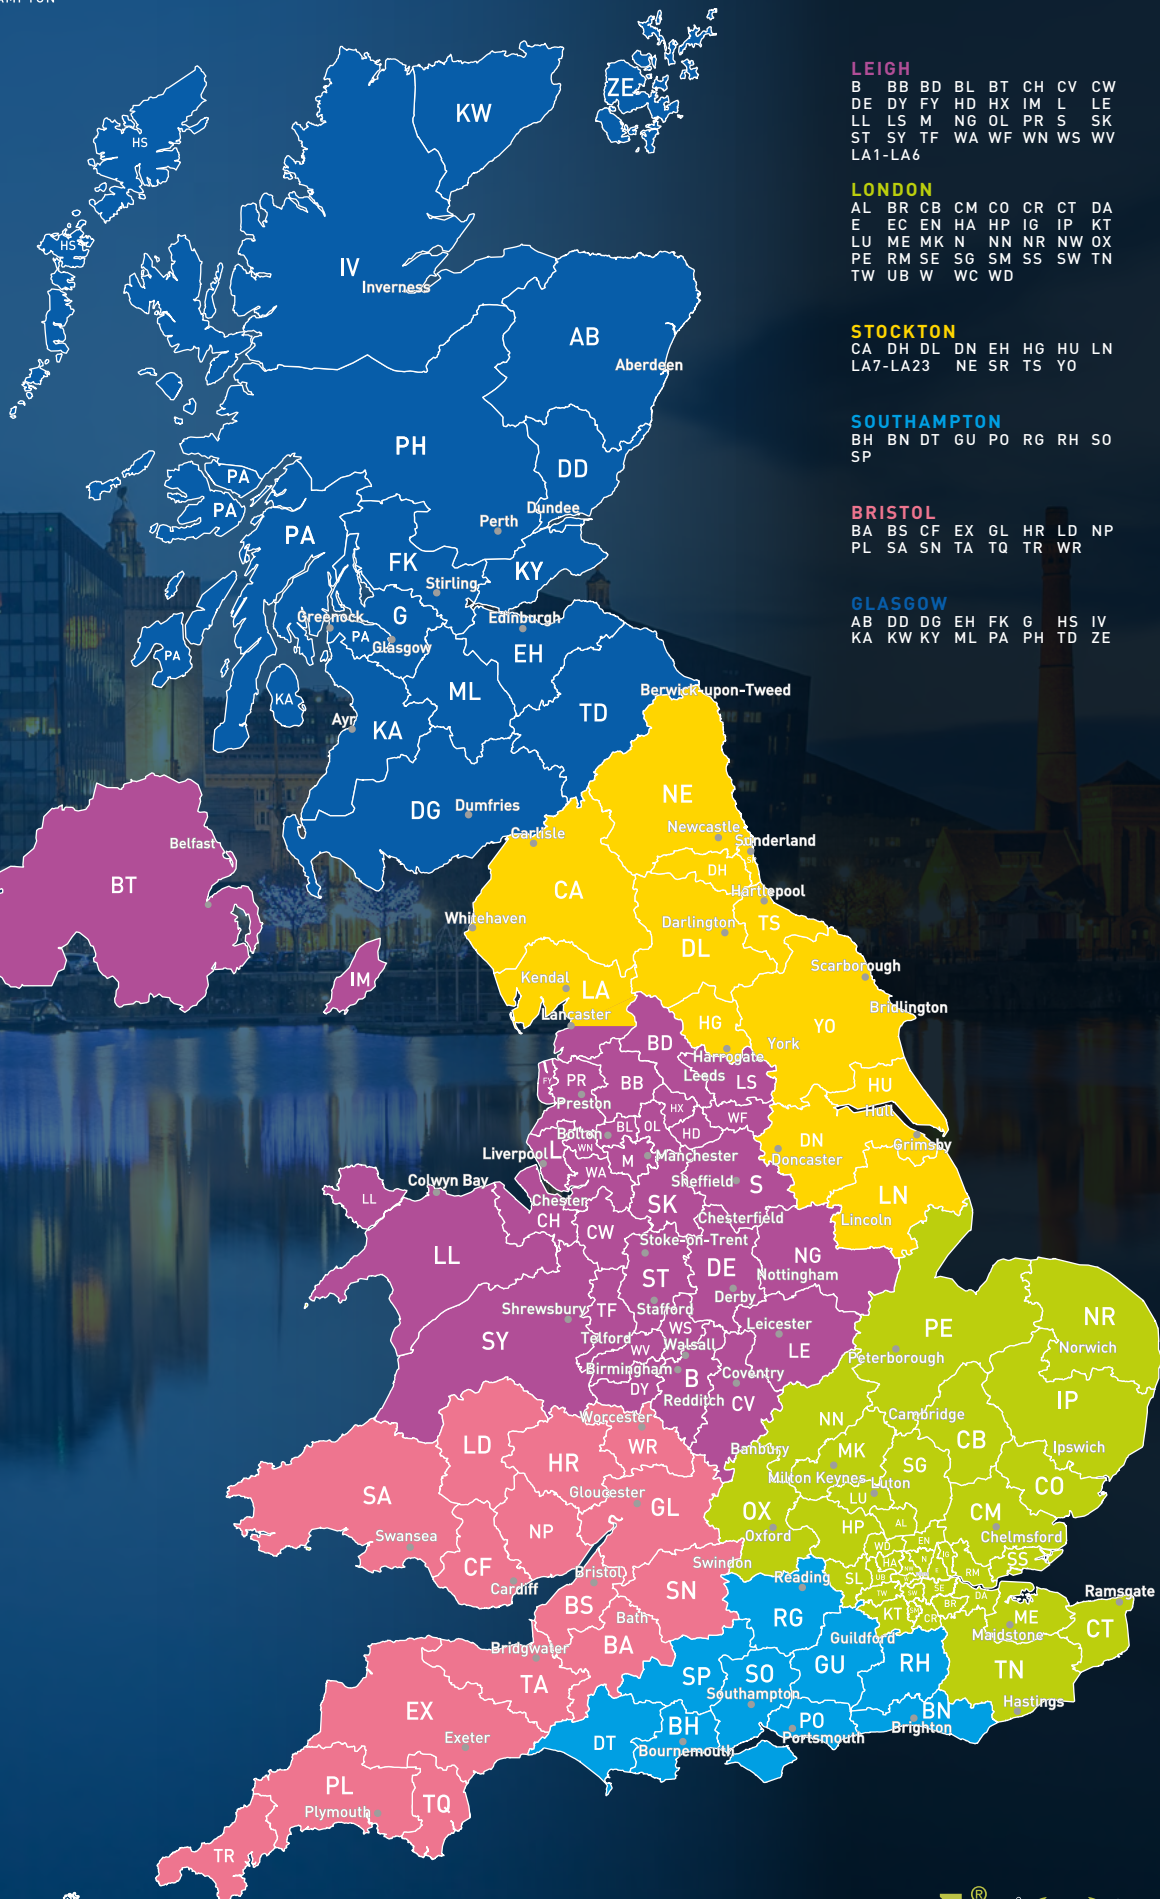 LEIGH
B BB BD BL BT CH CV CW
DE DY FY HD HX IM L LE
LL LS M NG OL PR S SK
ST SY TF WA WF WN WS WV
LA1-LA6
LONDON
AL BR CB CM CO CR CT DA
E EC EN HA HP IG IP KT
LU ME MK N NN NR NW OX
PE RM SE SG SM SS SW TN
TW UB W WC WD
STOCKTON
CA DH DL DN EH HG HU LN
LA7-LA23 NE SR TS YO
SOUTHAMPTON
BH BN DT GU PO RG RH SO
SP
BRISTOL
BA BS CF EX GL HR LD NP
PL SA SN TA TQ TR WR
GLASGOW
AB DD DG EH FK G HS IV
KA KW KY ML PA PH TD ZE
ZE
KW
HS
HS
IV
Inverness
AB
Aberdeen
PH
DD
PA
PA
Dundee
Perth
PA
FK
KY
Stirling
Greenock
G
Edinburgh
PA
Glasgow
EH
PA
ML
KA
Berwick-upon-Tweed
TD
Ayr
KA
NE
DG
Dumfries
Newcastle
Carlisle
Sunderland
Belfast
DH
BT
CA
Hartlepool
Whitehaven
Darlington
TS
DL
Scarborough
IM
Kendal
LA
Bridlington
Lancaster
HG
YO
BD
York
Harrogate
Leeds
FY
PR
BB
LS
HU
Preston
HX
Hull
WF
BL
OL
Bolton
HD
DN
Grimsby
WN
Liverpool
L
M
Manchester
Doncaster
WA
Colwyn Bay
Sheffield
S
LL
Chester
SK
LN
CH
Chesterfield
Lincoln
CW
Stoke-on-Trent
LL
NG
ST
DE
Nottingham
Derby
Shrewsbury
TF
Stafford
NR
Leicester
WS
PE
Telford
SY
Walsall
Norwich
WV
LE
Peterborough
Birmingham
B
Coventry
DY
Redditch
CV
IP
Worcester
NN
Cambridge
LD
WR
Banbury
MK
CB
Ipswich
HR
SG
Milton Keynes
Luton
CO
SA
Gloucester
GL
LU
OX
CM
NP
HP
AL
Swansea
Oxford
Chelmsford
EN
WD
N
IG
Swindon
HA
SS
CF
Bristol
Reading
SL
RM
UB
Cardiff
SN
SE
TW
SW
DA
Ramsgate
BS
BR
Bath
RG
KT
CR
ME
CT
Maidstone
Guildford
Bridgwater
BA
RH
GU
TN
SP
SO
TA
Southampton
Hastings
EX
PO
BN
BH
Brighton
Exeter
DT
Portsmouth
Bournemouth
PL
TQ
Plymouth
TR
®